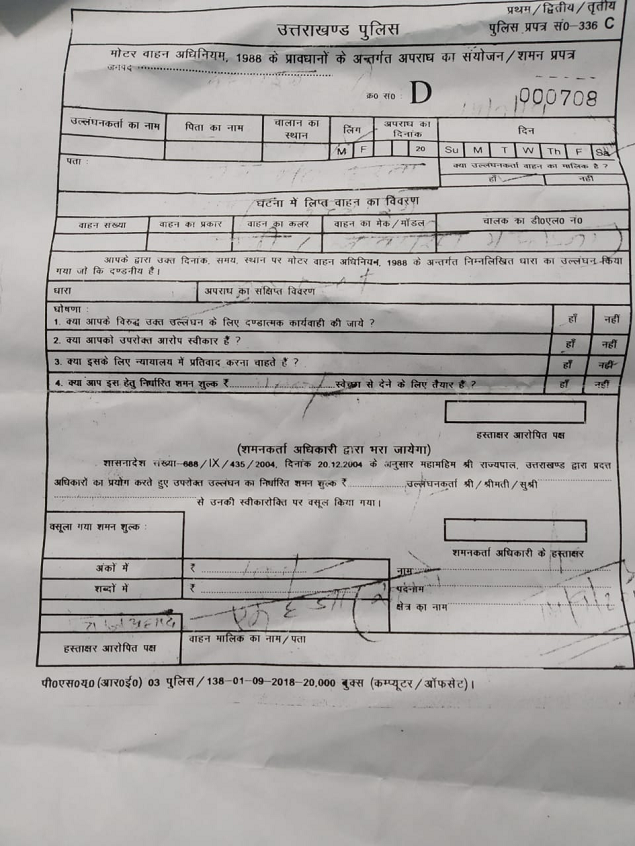 प्रथम/द्वितीय/तृतीय
उत्तराखण्ड पुलिस
पुलिस प्रपत्र सं0-336 C
मोटर वाहन अधिनियम, 1988 के प्रावधानों के अन्तर्गत अपराध का संयोजन/शमन प्रपत्र
जनपद
क्र0 सं0 : D 000708
उल्लंघनकर्ता का नाम पिता का नाम चालान का स्थान लिंग अपराध का दिनांक दिन
M F 20 Su M T W Th F Sa
पता : क्या उल्लंघनकर्ता वाहन का मालिक है ?
हाँ नहीं
घटना में लिप्त वाहन का विवरण
वाहन संख्या वाहन का प्रकार वाहन का कलर वाहन का मेक/मॉडल चालक का डी0एल0 न0
आपके द्वारा उक्त दिनांक, समय, स्थान पर मोटर वाहन अधिनियम, 1988 के अन्तर्गत निम्नलिखित धारा का उल्लंघन किया
गया जो कि दण्डनीय है।
धारा अपराध का संक्षिप्त विवरण
घोषणा :
1. क्या आपके विरुद्ध उक्त उल्लंघन के लिए दण्डात्मक कार्यवाही की जाये ? हाँ नहीं
2. क्या आपको उपरोक्त आरोप स्वीकार हैं ? हाँ नहीं
3. क्या इसके लिए न्यायालय में प्रतिवाद करना चाहते हैं ? हाँ नहीं
4. क्या आप इस हेतु निर्धारित शमन शुल्क ₹ स्वेच्छा से देने के लिए तैयार हैं ? हाँ नहीं
हस्ताक्षर आरोपित पक्ष
(शमनकर्ता अधिकारी द्वारा भरा जायेगा)
शासनादेश संख्या-688/IX/435/2004, दिनांक 20.12.2004 के अनुसार महामहिम श्री राज्यपाल, उत्तराखण्ड द्वारा प्रदत्त
अधिकारों का प्रयोग करते हुए उपरोक्त उल्लंघन का निर्धारित शमन शुल्क ₹ उल्लंघनकर्ता श्री/श्रीमती/सुश्री
से उनकी स्वीकारोक्ति पर वसूल किया गया।
वसूला गया शमन शुल्क :
शमनकर्ता अधिकारी के हस्ताक्षर
अंकों में ₹ नाम
शब्दों में ₹ पदनाम
क्षेत्र का नाम
हस्ताक्षर आरोपित पक्ष वाहन मालिक का नाम/पता
पी0एस0यू0 (आर0ई0) 03 पुलिस/138-01-09-2018-20,000 बुक्स (कम्प्यूटर/ऑफसेट)।